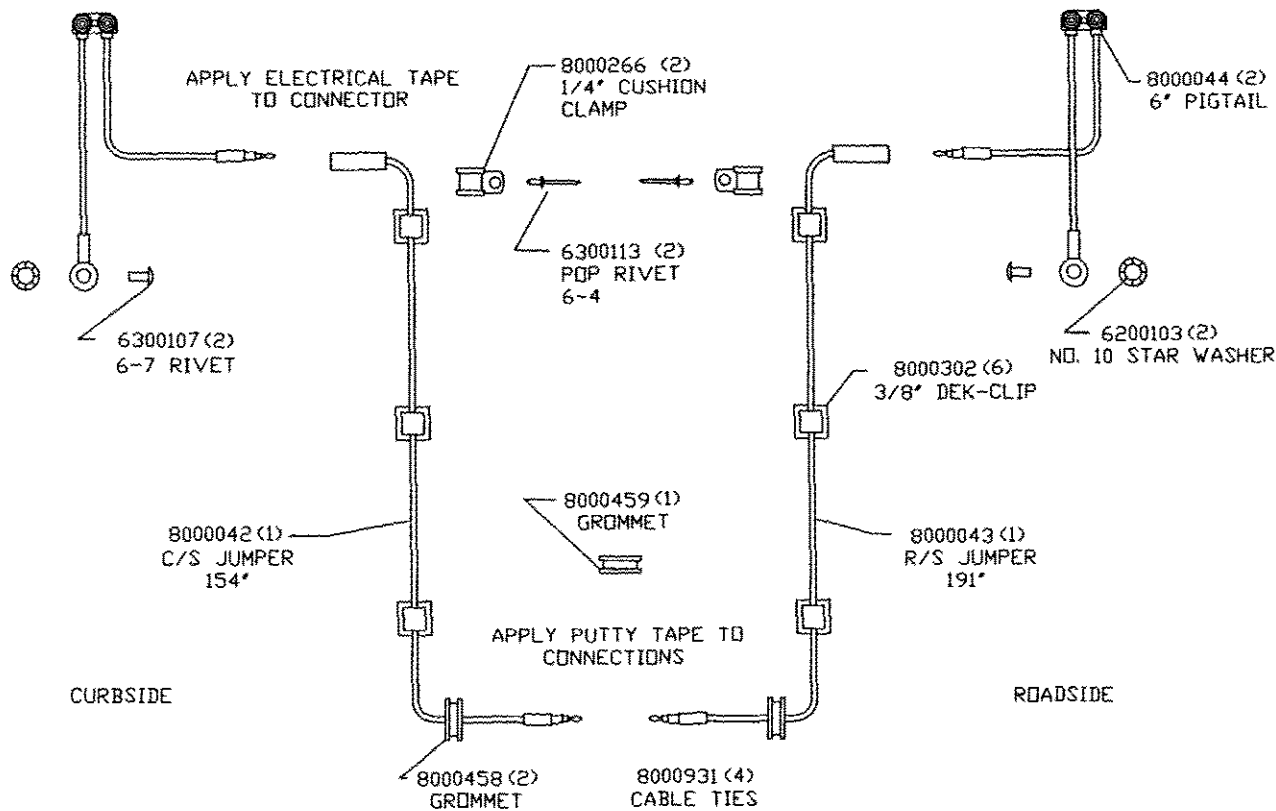 APPLY ELECTRICAL TAPE
TO CONNECTOR
8000266 (2)
1/4" CUSHION
CLAMP
8000044 (2)
6" PIGTAIL
6300113 (2)
POP RIVET
6-4
6300107 (2)
6-7 RIVET
6200103 (2)
NO. 10 STAR WASHER
8000302 (6)
3/8" DEK-CLIP
8000459 (1)
GROMMET
8000042 (1)
C/S JUMPER
154"
8000043 (1)
R/S JUMPER
191"
APPLY PUTTY TAPE TO
CONNECTIONS
CURBSIDE
ROADSIDE
8000458 (2)
GROMMET
8000931 (4)
CABLE TIES